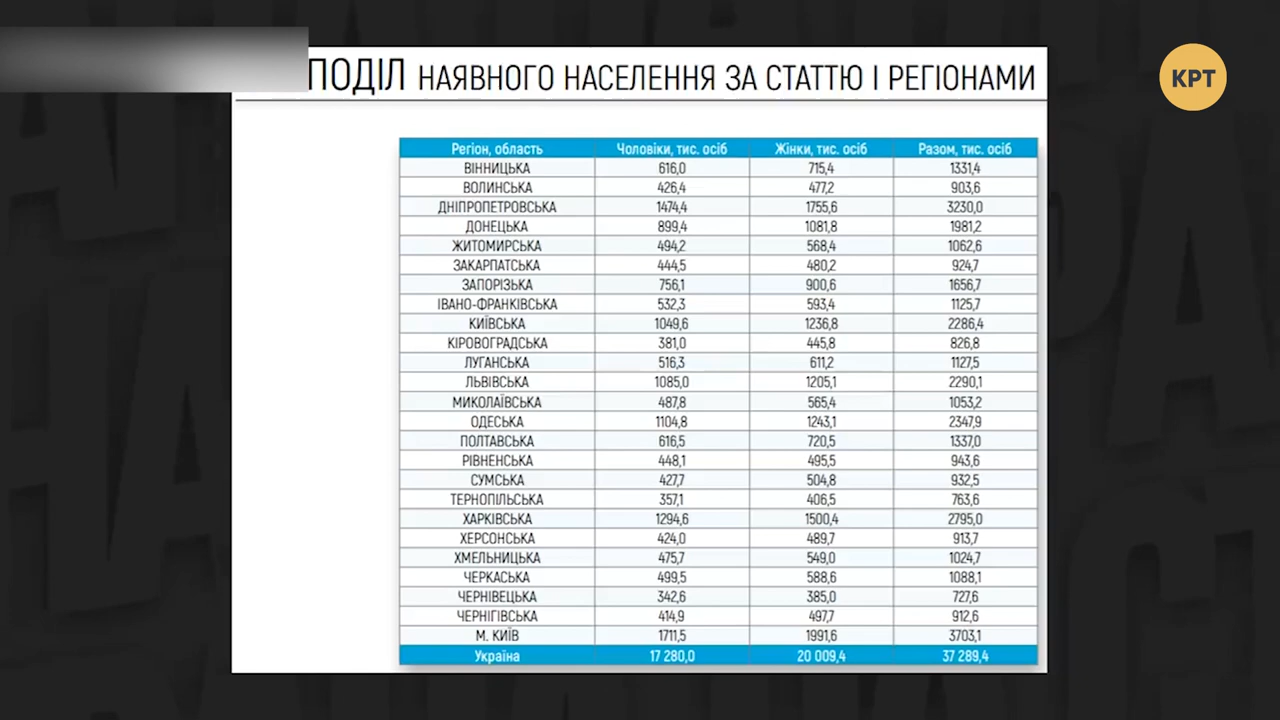 ПОДІЛ НАЯВНОГО НАСЕЛЕННЯ ЗА СТАТТЮ І РЕГІОНАМИ
КРТ
Регіон, область Чоловіки, тис. осіб Жінки, тис. осіб Разом, тис. осіб
ВІННИЦЬКА 616,0 715,4 1331,4
ВОЛИНСЬКА 426,4 477,2 903,6
ДНІПРОПЕТРОВСЬКА 1474,4 1755,6 3230,0
ДОНЕЦЬКА 899,4 1081,8 1981,2
ЖИТОМИРСЬКА 494,2 568,4 1062,6
ЗАКАРПАТСЬКА 444,5 480,2 924,7
ЗАПОРІЗЬКА 756,1 900,6 1656,7
ІВАНО-ФРАНКІВСЬКА 532,3 593,4 1125,7
КИЇВСЬКА 1049,6 1236,8 2286,4
КІРОВОГРАДСЬКА 381,0 445,8 826,8
ЛУГАНСЬКА 516,3 611,2 1127,5
ЛЬВІВСЬКА 1085,0 1205,1 2290,1
МИКОЛАЇВСЬКА 487,8 565,4 1053,2
ОДЕСЬКА 1104,8 1243,1 2347,9
ПОЛТАВСЬКА 616,5 720,5 1337,0
РІВНЕНСЬКА 448,1 495,5 943,6
СУМСЬКА 427,7 504,8 932,5
ТЕРНОПІЛЬСЬКА 357,1 406,5 763,6
ХАРКІВСЬКА 1294,6 1500,4 2795,0
ХЕРСОНСЬКА 424,0 489,7 913,7
ХМЕЛЬНИЦЬКА 475,7 549,0 1024,7
ЧЕРКАСЬКА 499,5 588,6 1088,1
ЧЕРНІВЕЦЬКА 342,6 385,0 727,6
ЧЕРНІГІВСЬКА 414,9 497,7 912,6
М. КИЇВ 1711,5 1991,6 3703,1
Україна 17 280,0 20 009,4 37 289,4